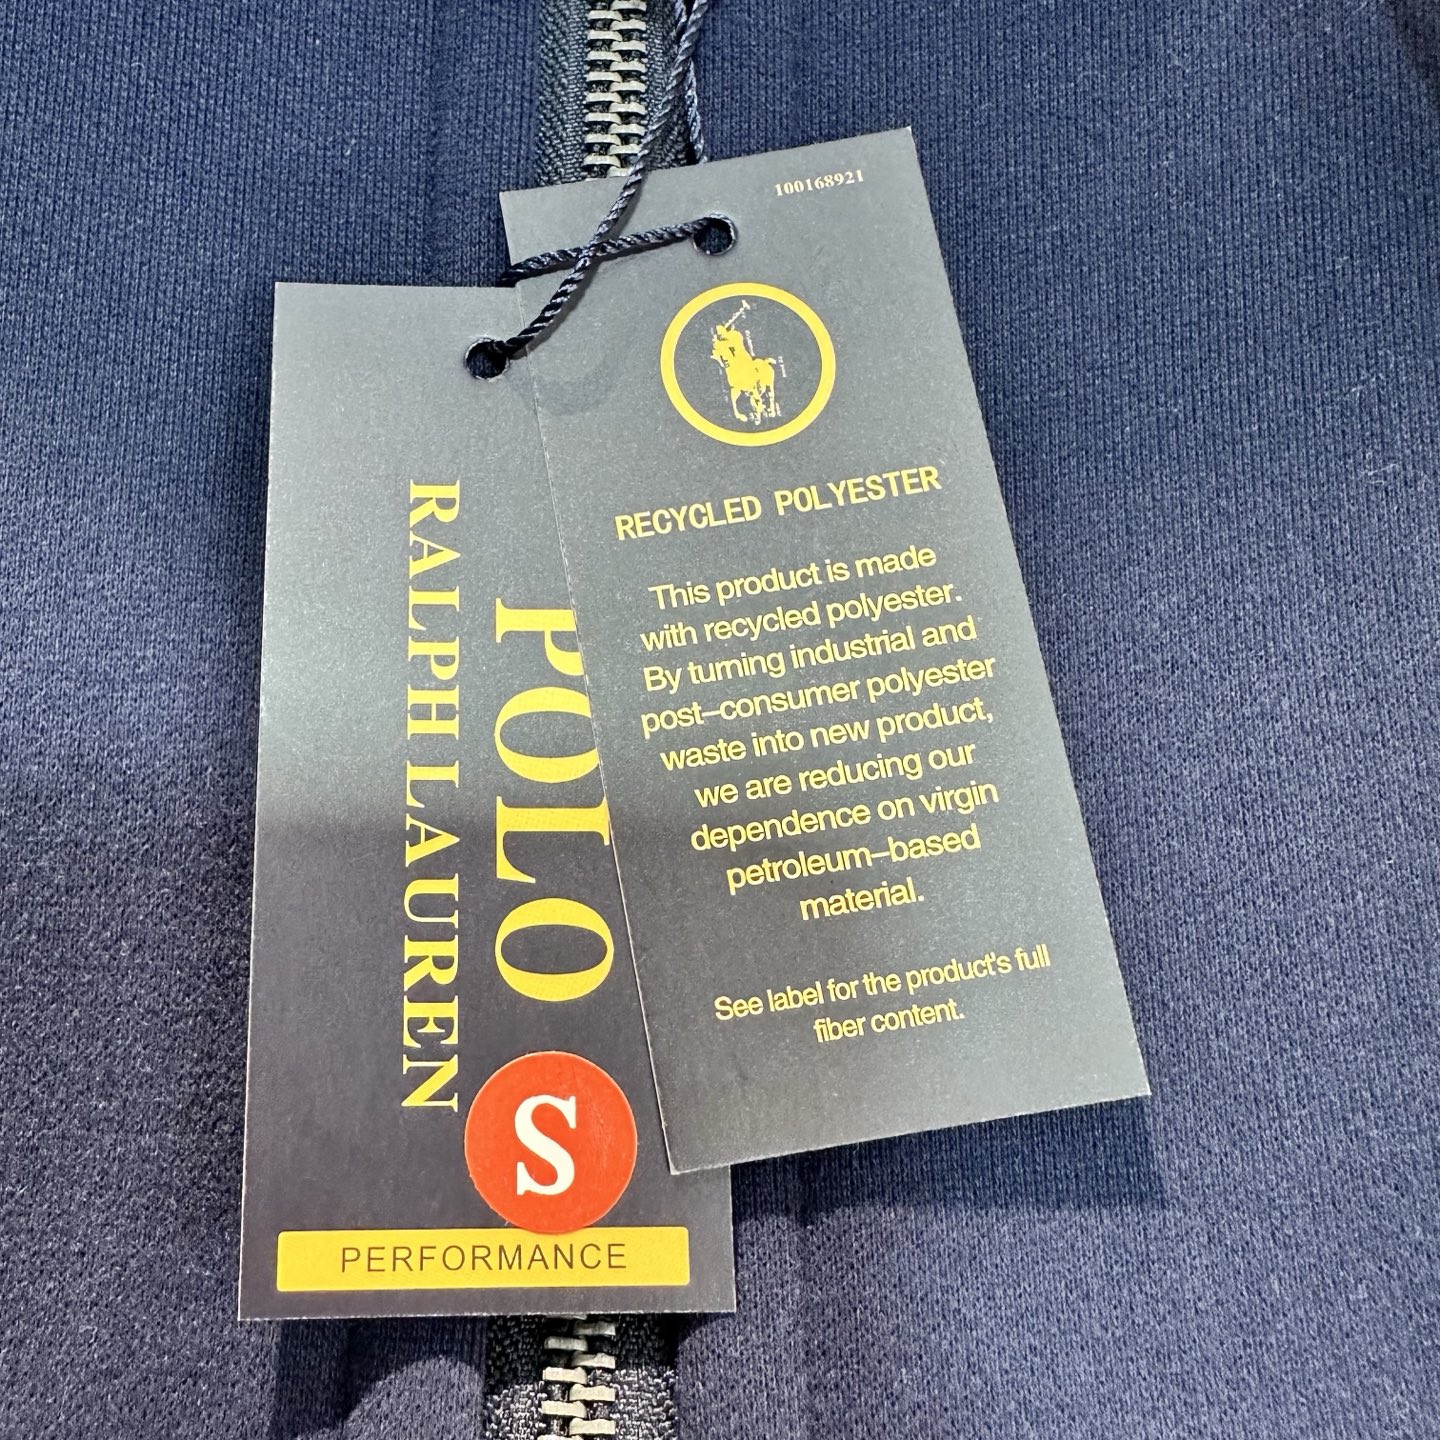 100168921
RECYCLED POLYESTER
This product is made
with recycled polyester.
By turning industrial and
post-consumer polyester
waste into new product,
we are reducing our
dependence on virgin
petroleum-based
material.
See label for the product's full
fiber content.
POLO
RALPH LAUREN
S
PERFORMANCE